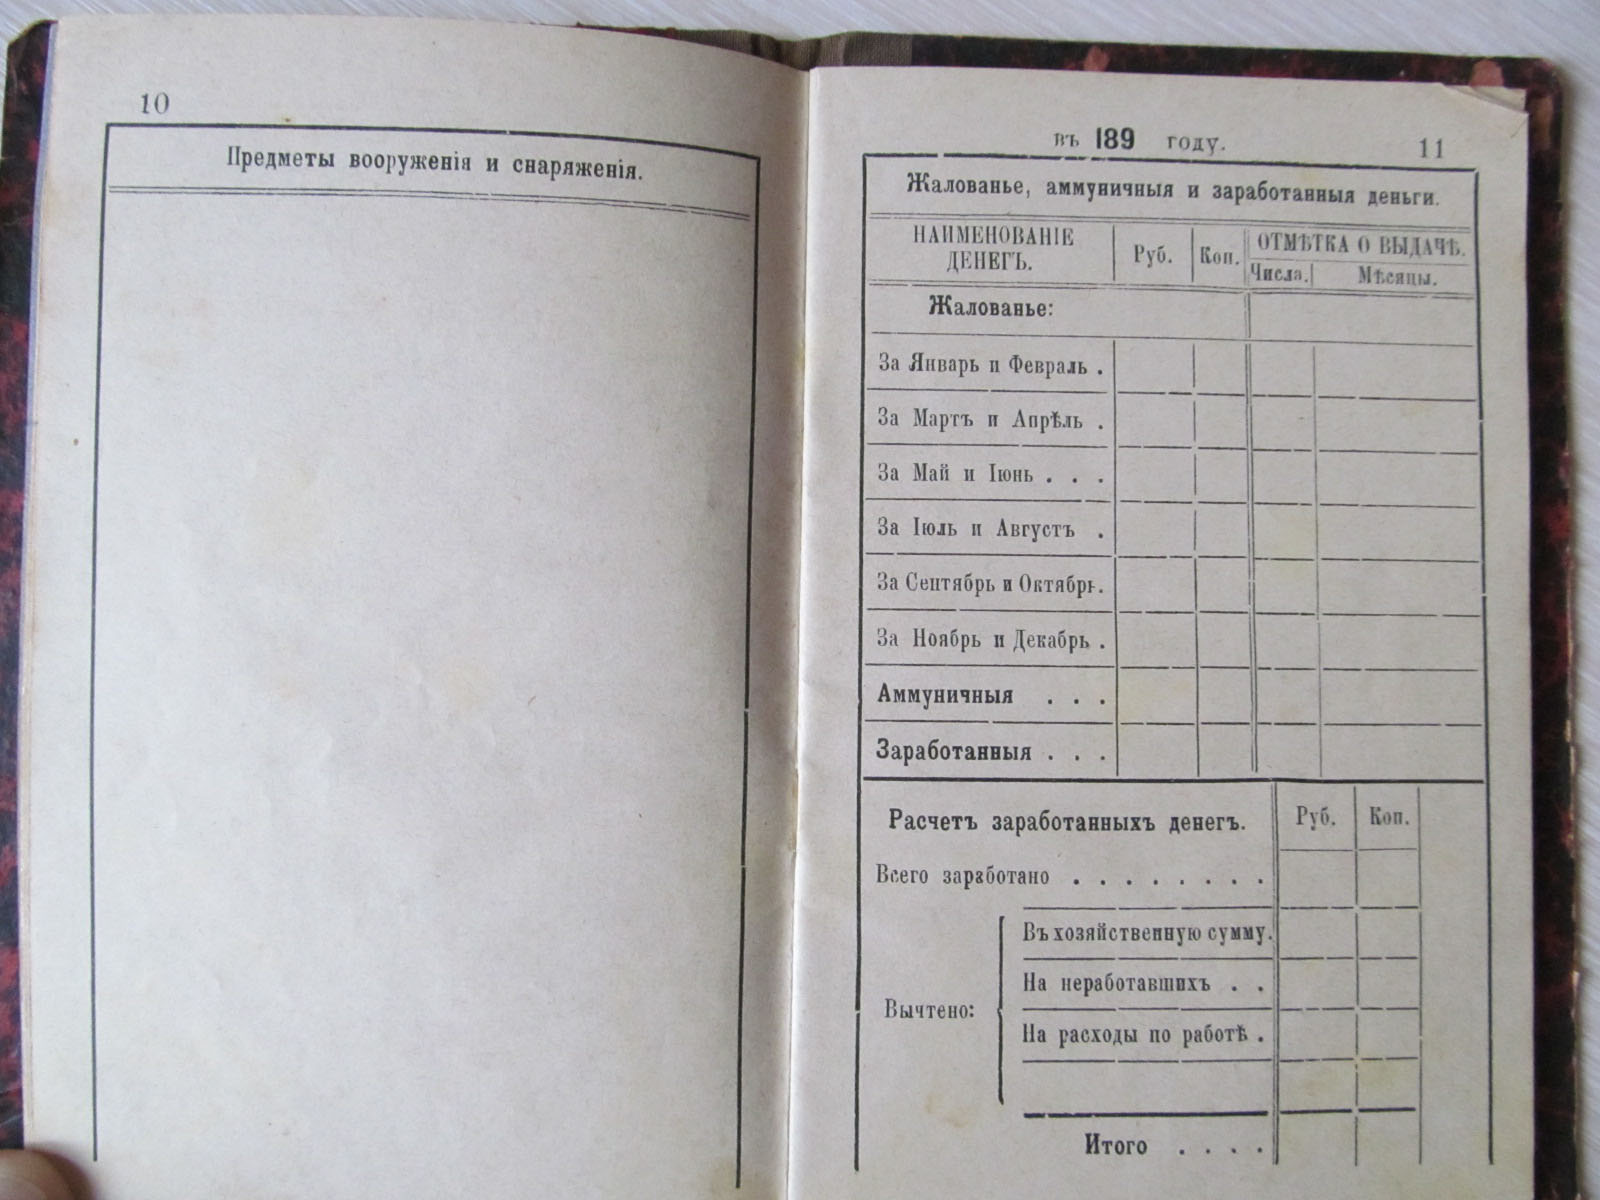 10
Предметы вооруженія и снаряженія.
въ 189 году.
11
Жалованье, аммуничныя и заработанныя деньги.
НАИМЕНОВАНІЕ ДЕНЕГЪ.
Руб.
Коп.
ОТМѢТКА О ВЫДАЧѢ.
Числа.
Мѣсяцы.
Жалованье:
За Январь и Февраль .
За Мартъ и Апрѣль .
За Май и Іюнь . . .
За Іюль и Августъ .
За Сентябрь и Октябрь.
За Ноябрь и Декабрь .
Аммуничныя . . .
Заработанныя . . .
Расчетъ заработанныхъ денегъ.
Руб.
Коп.
Всего заработано . . . . . . . .
Вычтено:
Въ хозяйственную сумму.
На неработавшихъ . .
На расходы по работѣ .
Итого . . . .